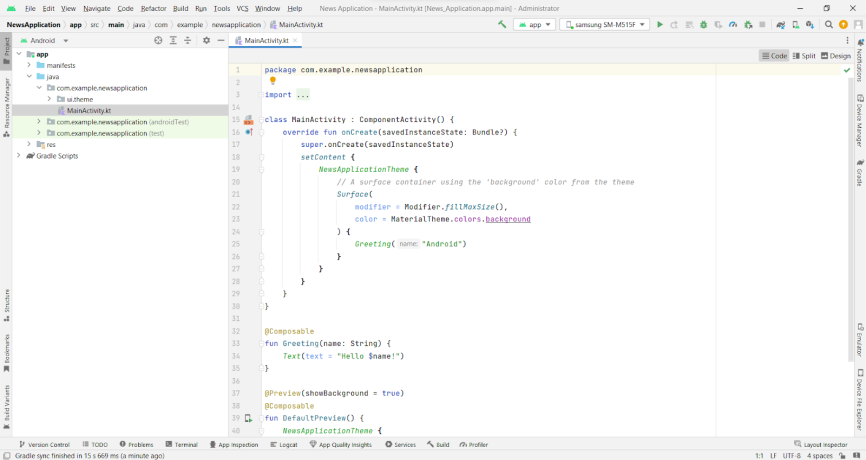 File Edit View Navigate Code Refactor Build Run Tools VCS Window Help News Application - MainActivity.kt [News_Application.app.main] - Administrator
NewsApplication app src main java com example newsapplication MainActivity.kt
app samsung SM-M515F
Android
MainActivity.kt
Code Split Design
Project
Resource Manager
Structure
Bookmarks
Build Variants
app
manifests
java
com.example.newsapplication
ui.theme
MainActivity.kt
com.example.newsapplication (androidTest)
com.example.newsapplication (test)
res
Gradle Scripts
1 package com.example.newsapplication
2
3 import ...
14
15 class MainActivity : ComponentActivity() {
16 override fun onCreate(savedInstanceState: Bundle?) {
17 super.onCreate(savedInstanceState)
18 setContent {
19 NewsApplicationTheme {
20 // A surface container using the 'background' color from the theme
21 Surface(
22 modifier = Modifier.fillMaxSize(),
23 color = MaterialTheme.colors.background
24 ) {
25 Greeting( name: "Android")
26 }
27 }
28 }
29 }
30 }
31
32 @Composable
33 fun Greeting(name: String) {
34 Text(text = "Hello $name!")
35 }
36
37 @Preview(showBackground = true)
38 @Composable
39 fun DefaultPreview() {
40 NewsApplicationTheme {
Notifications
Device Manager
Gradle
Emulator
Device File Explorer
Version Control TODO Problems Terminal App Inspection Logcat App Quality Insights Services Build Profiler Layout Inspector
Gradle sync finished in 15 s 669 ms (a minute ago) 1:1 LF UTF-8 4 spaces